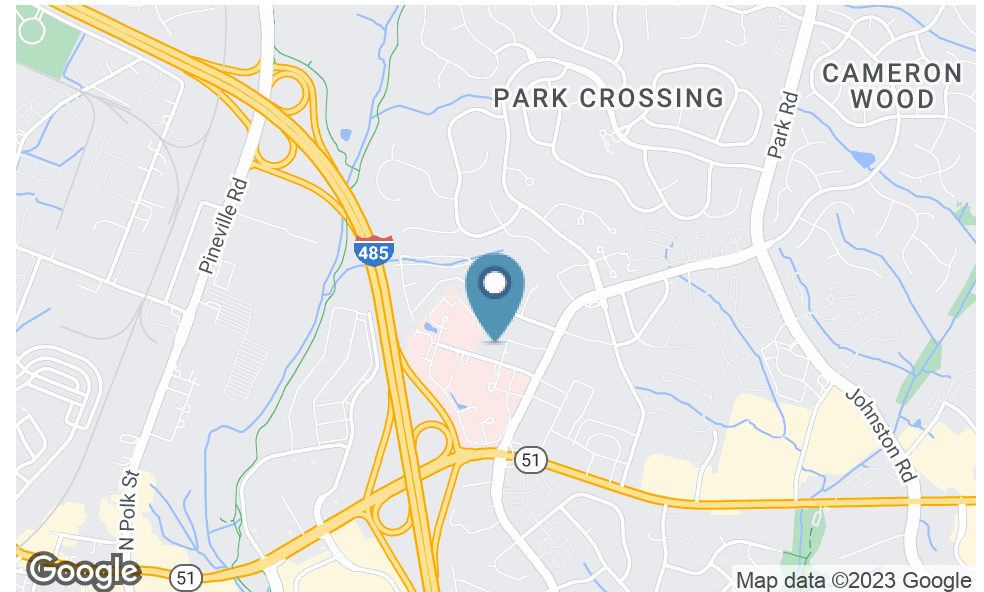 CAMERON
WOOD
PARK CROSSING
Park Rd
Pineville Rd
485
Johnston Rd
51
N Polk St
51
Google
Map data ©2023 Google